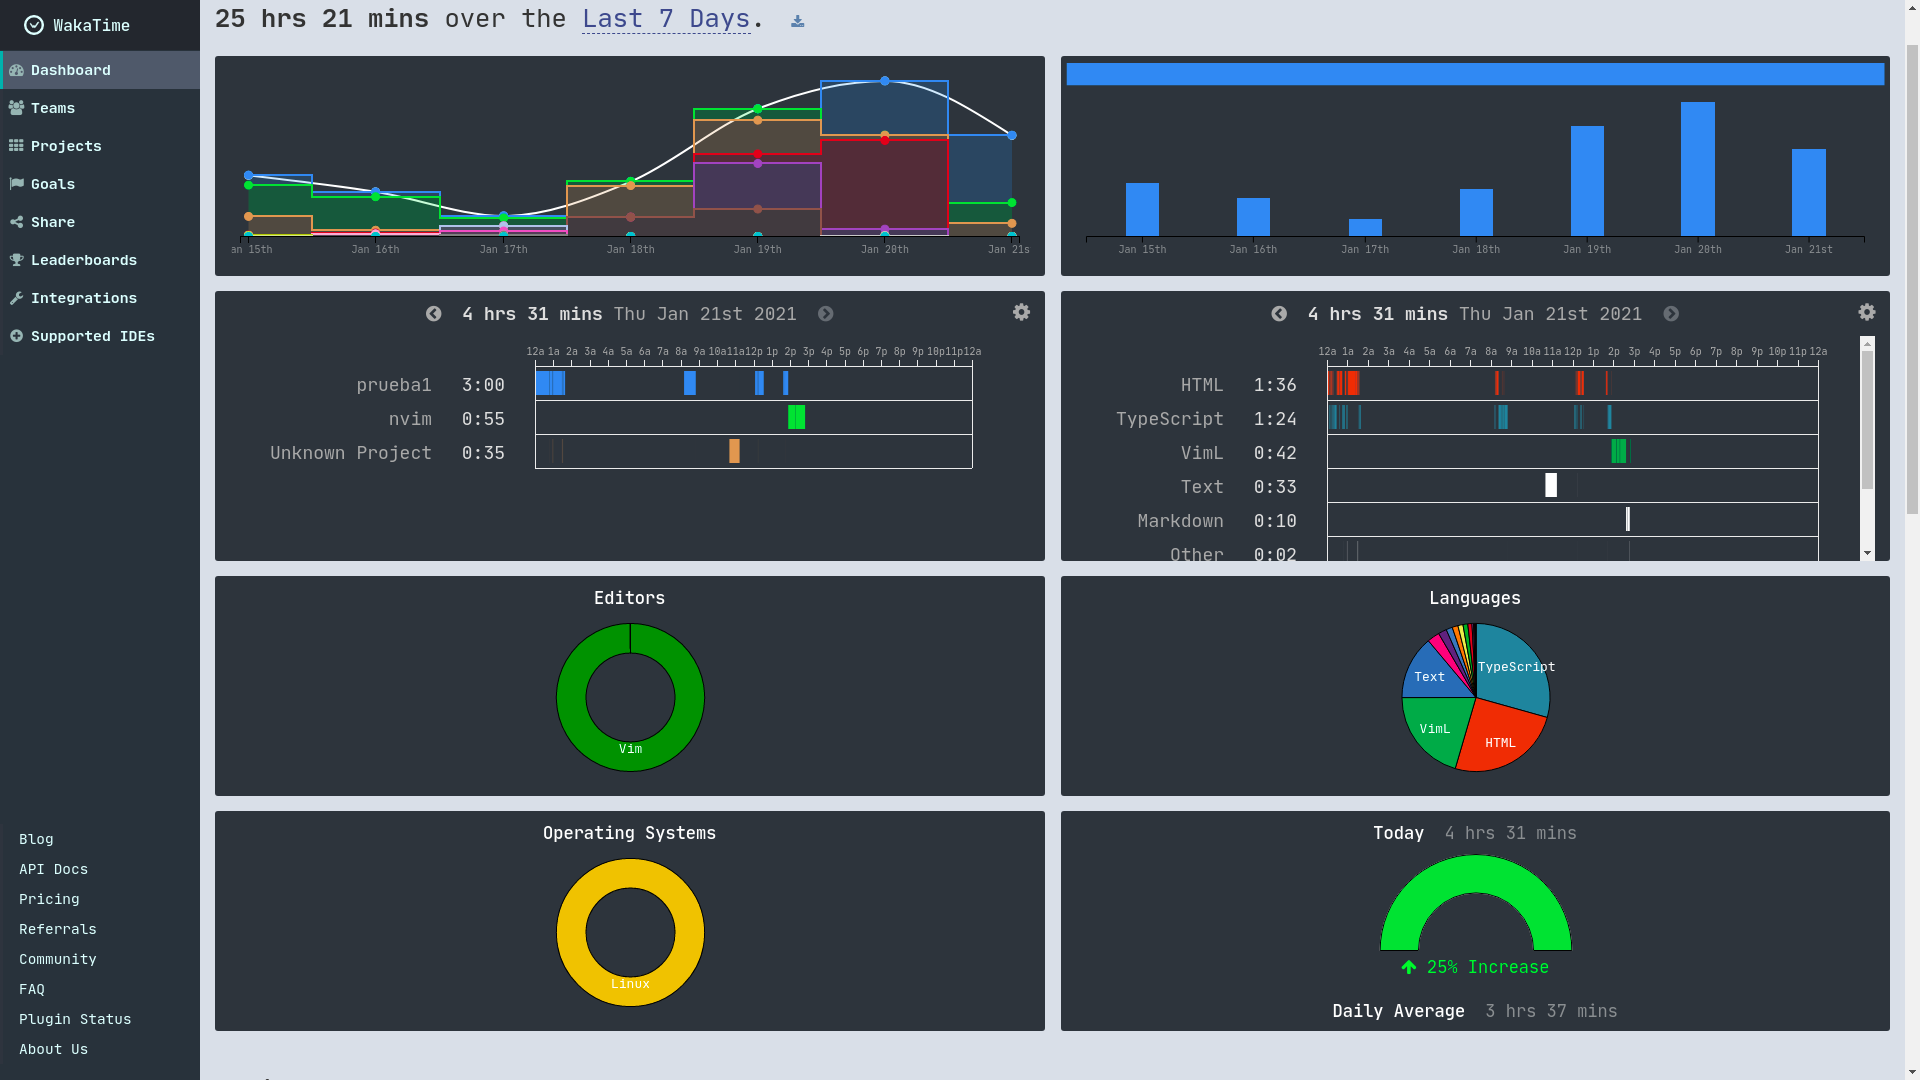 WakaTime
Dashboard
Teams
Projects
Goals
Share
Leaderboards
Integrations
Supported IDEs
Blog
API Docs
Pricing
Referrals
Community
FAQ
Plugin Status
About Us
25 hrs 21 mins over the Last 7 Days.
an 15th Jan 16th Jan 17th Jan 18th Jan 19th Jan 20th Jan 21s
Jan 15th Jan 16th Jan 17th Jan 18th Jan 19th Jan 20th Jan 21st
4 hrs 31 mins Thu Jan 21st 2021
12a 1a 2a 3a 4a 5a 6a 7a 8a 9a 10a 11a 12p 1p 2p 3p 4p 5p 6p 7p 8p 9p 10p 11p 12a
prueba1 3:00
nvim 0:55
Unknown Project 0:35
4 hrs 31 mins Thu Jan 21st 2021
12a 1a 2a 3a 4a 5a 6a 7a 8a 9a 10a 11a 12p 1p 2p 3p 4p 5p 6p 7p 8p 9p 10p 11p 12a
HTML 1:36
TypeScript 1:24
VimL 0:42
Text 0:33
Markdown 0:10
Other 0:02
Editors
Vim
Languages
TypeScript
Text
VimL
HTML
Operating Systems
Linux
Today 4 hrs 31 mins
25% Increase
Daily Average 3 hrs 37 mins